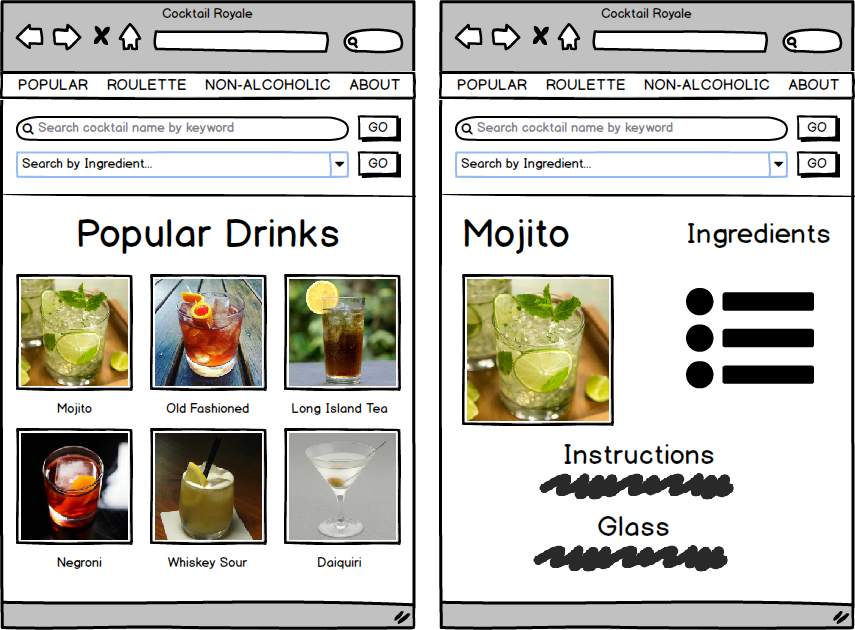 Cocktail Royale
POPULAR ROULETTE NON-ALCOHOLIC ABOUT
Search cocktail name by keyword GO
Search by Ingredient... GO
Popular Drinks
Mojito Old Fashioned Long Island Tea
Negroni Whiskey Sour Daiquiri
Cocktail Royale
POPULAR ROULETTE NON-ALCOHOLIC ABOUT
Search cocktail name by keyword GO
Search by Ingredient... GO
Mojito Ingredients
Instructions
Glass